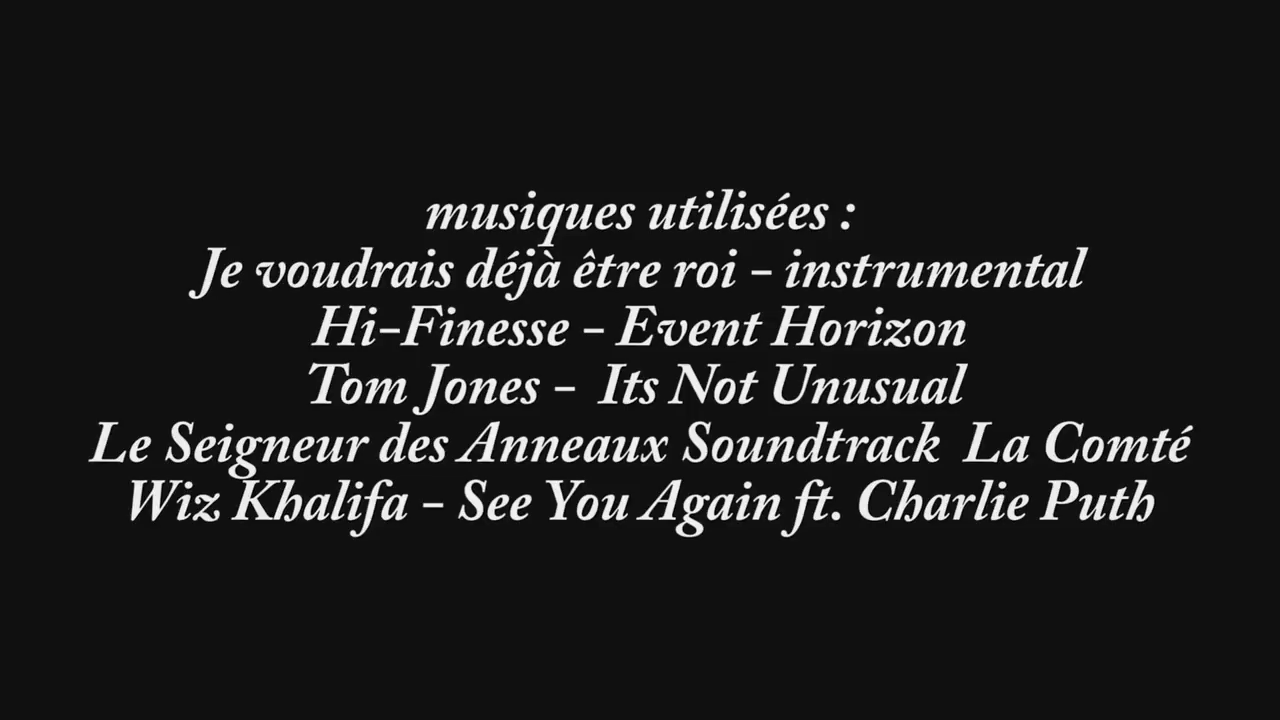 musiques utilisées :
Je voudrais déjà être roi - instrumental
Hi-Finesse - Event Horizon
Tom Jones - Its Not Unusual
Le Seigneur des Anneaux Soundtrack La Comté
Wiz Khalifa - See You Again ft. Charlie Puth